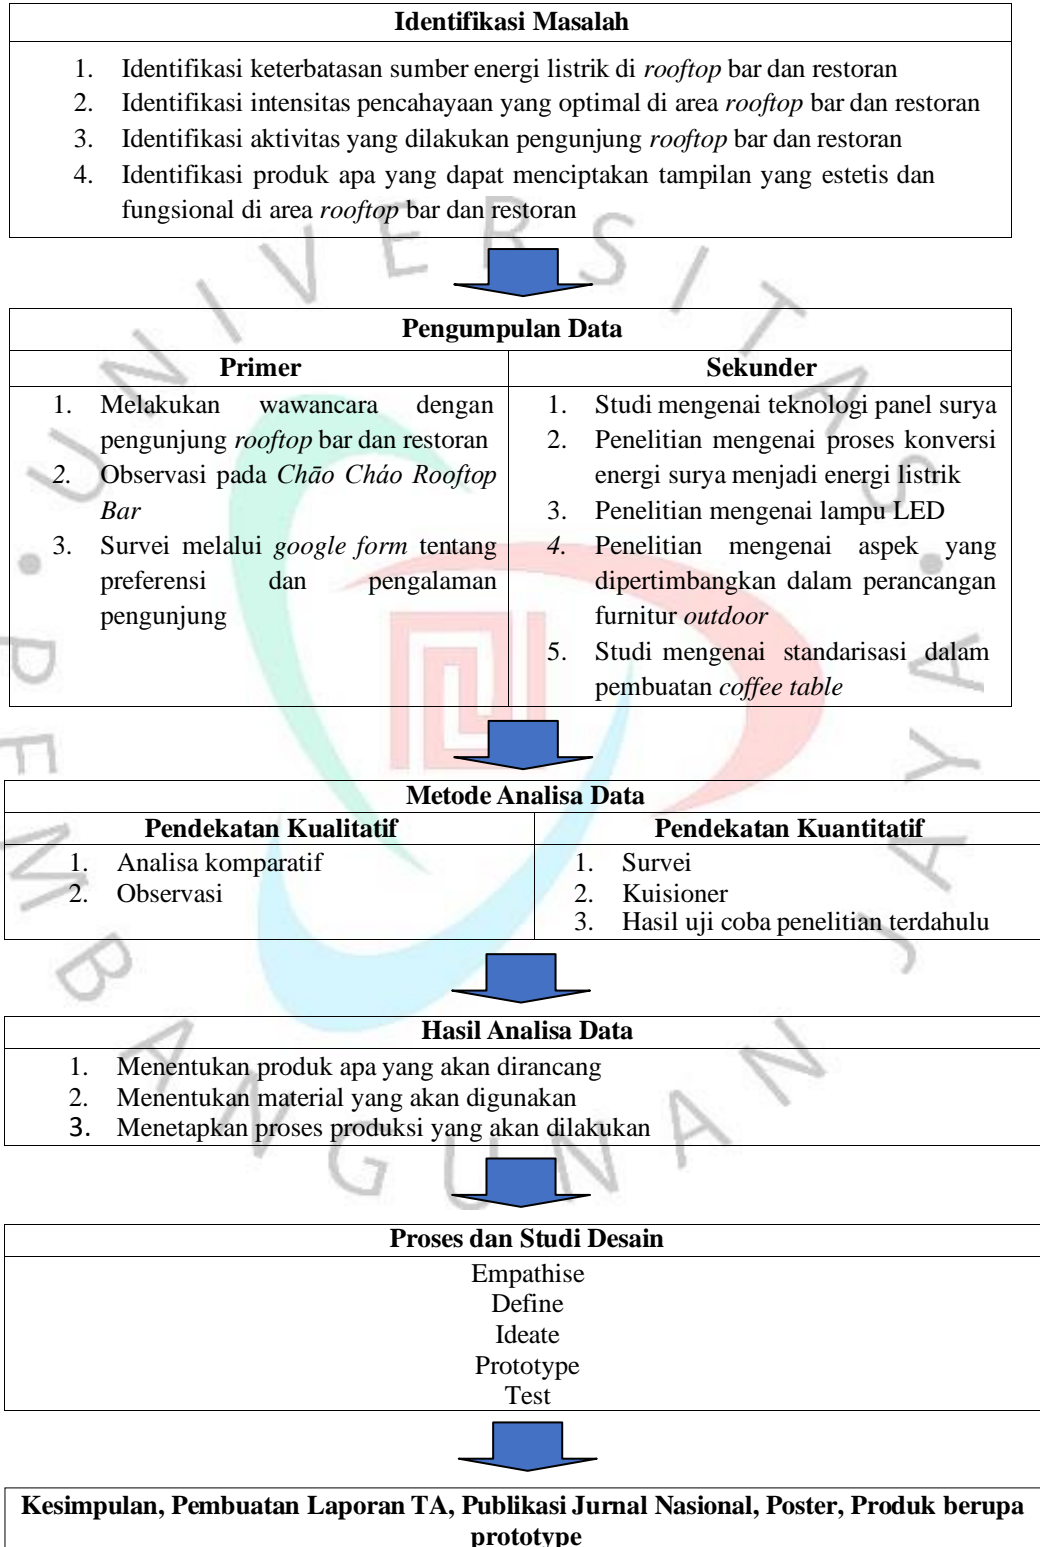 Identifikasi Masalah
1. Identifikasi keterbatasan sumber energi listrik di rooftop bar dan restoran
2. Identifikasi intensitas pencahayaan yang optimal di area rooftop bar dan restoran
3. Identifikasi aktivitas yang dilakukan pengunjung rooftop bar dan restoran
4. Identifikasi produk apa yang dapat menciptakan tampilan yang estetis dan
fungsional di area rooftop bar dan restoran
Pengumpulan Data
Primer
1. Melakukan wawancara dengan
pengunjung rooftop bar dan restoran
2. Observasi pada Chāo Cháo Rooftop
Bar
3. Survei melalui google form tentang
preferensi dan pengalaman
pengunjung
Sekunder
1. Studi mengenai teknologi panel surya
2. Penelitian mengenai proses konversi
energi surya menjadi energi listrik
3. Penelitian mengenai lampu LED
4. Penelitian mengenai aspek yang
dipertimbangkan dalam perancangan
furnitur outdoor
5. Studi mengenai standarisasi dalam
pembuatan coffee table
Metode Analisa Data
Pendekatan Kualitatif
1. Analisa komparatif
2. Observasi
Pendekatan Kuantitatif
1. Survei
2. Kuisioner
3. Hasil uji coba penelitian terdahulu
Hasil Analisa Data
1. Menentukan produk apa yang akan dirancang
2. Menentukan material yang akan digunakan
3. Menetapkan proses produksi yang akan dilakukan
Proses dan Studi Desain
Empathise
Define
Ideate
Prototype
Test
Kesimpulan, Pembuatan Laporan TA, Publikasi Jurnal Nasional, Poster, Produk berupa
prototype
UNIVERSITAS
PEMBANGUNAN JAYA